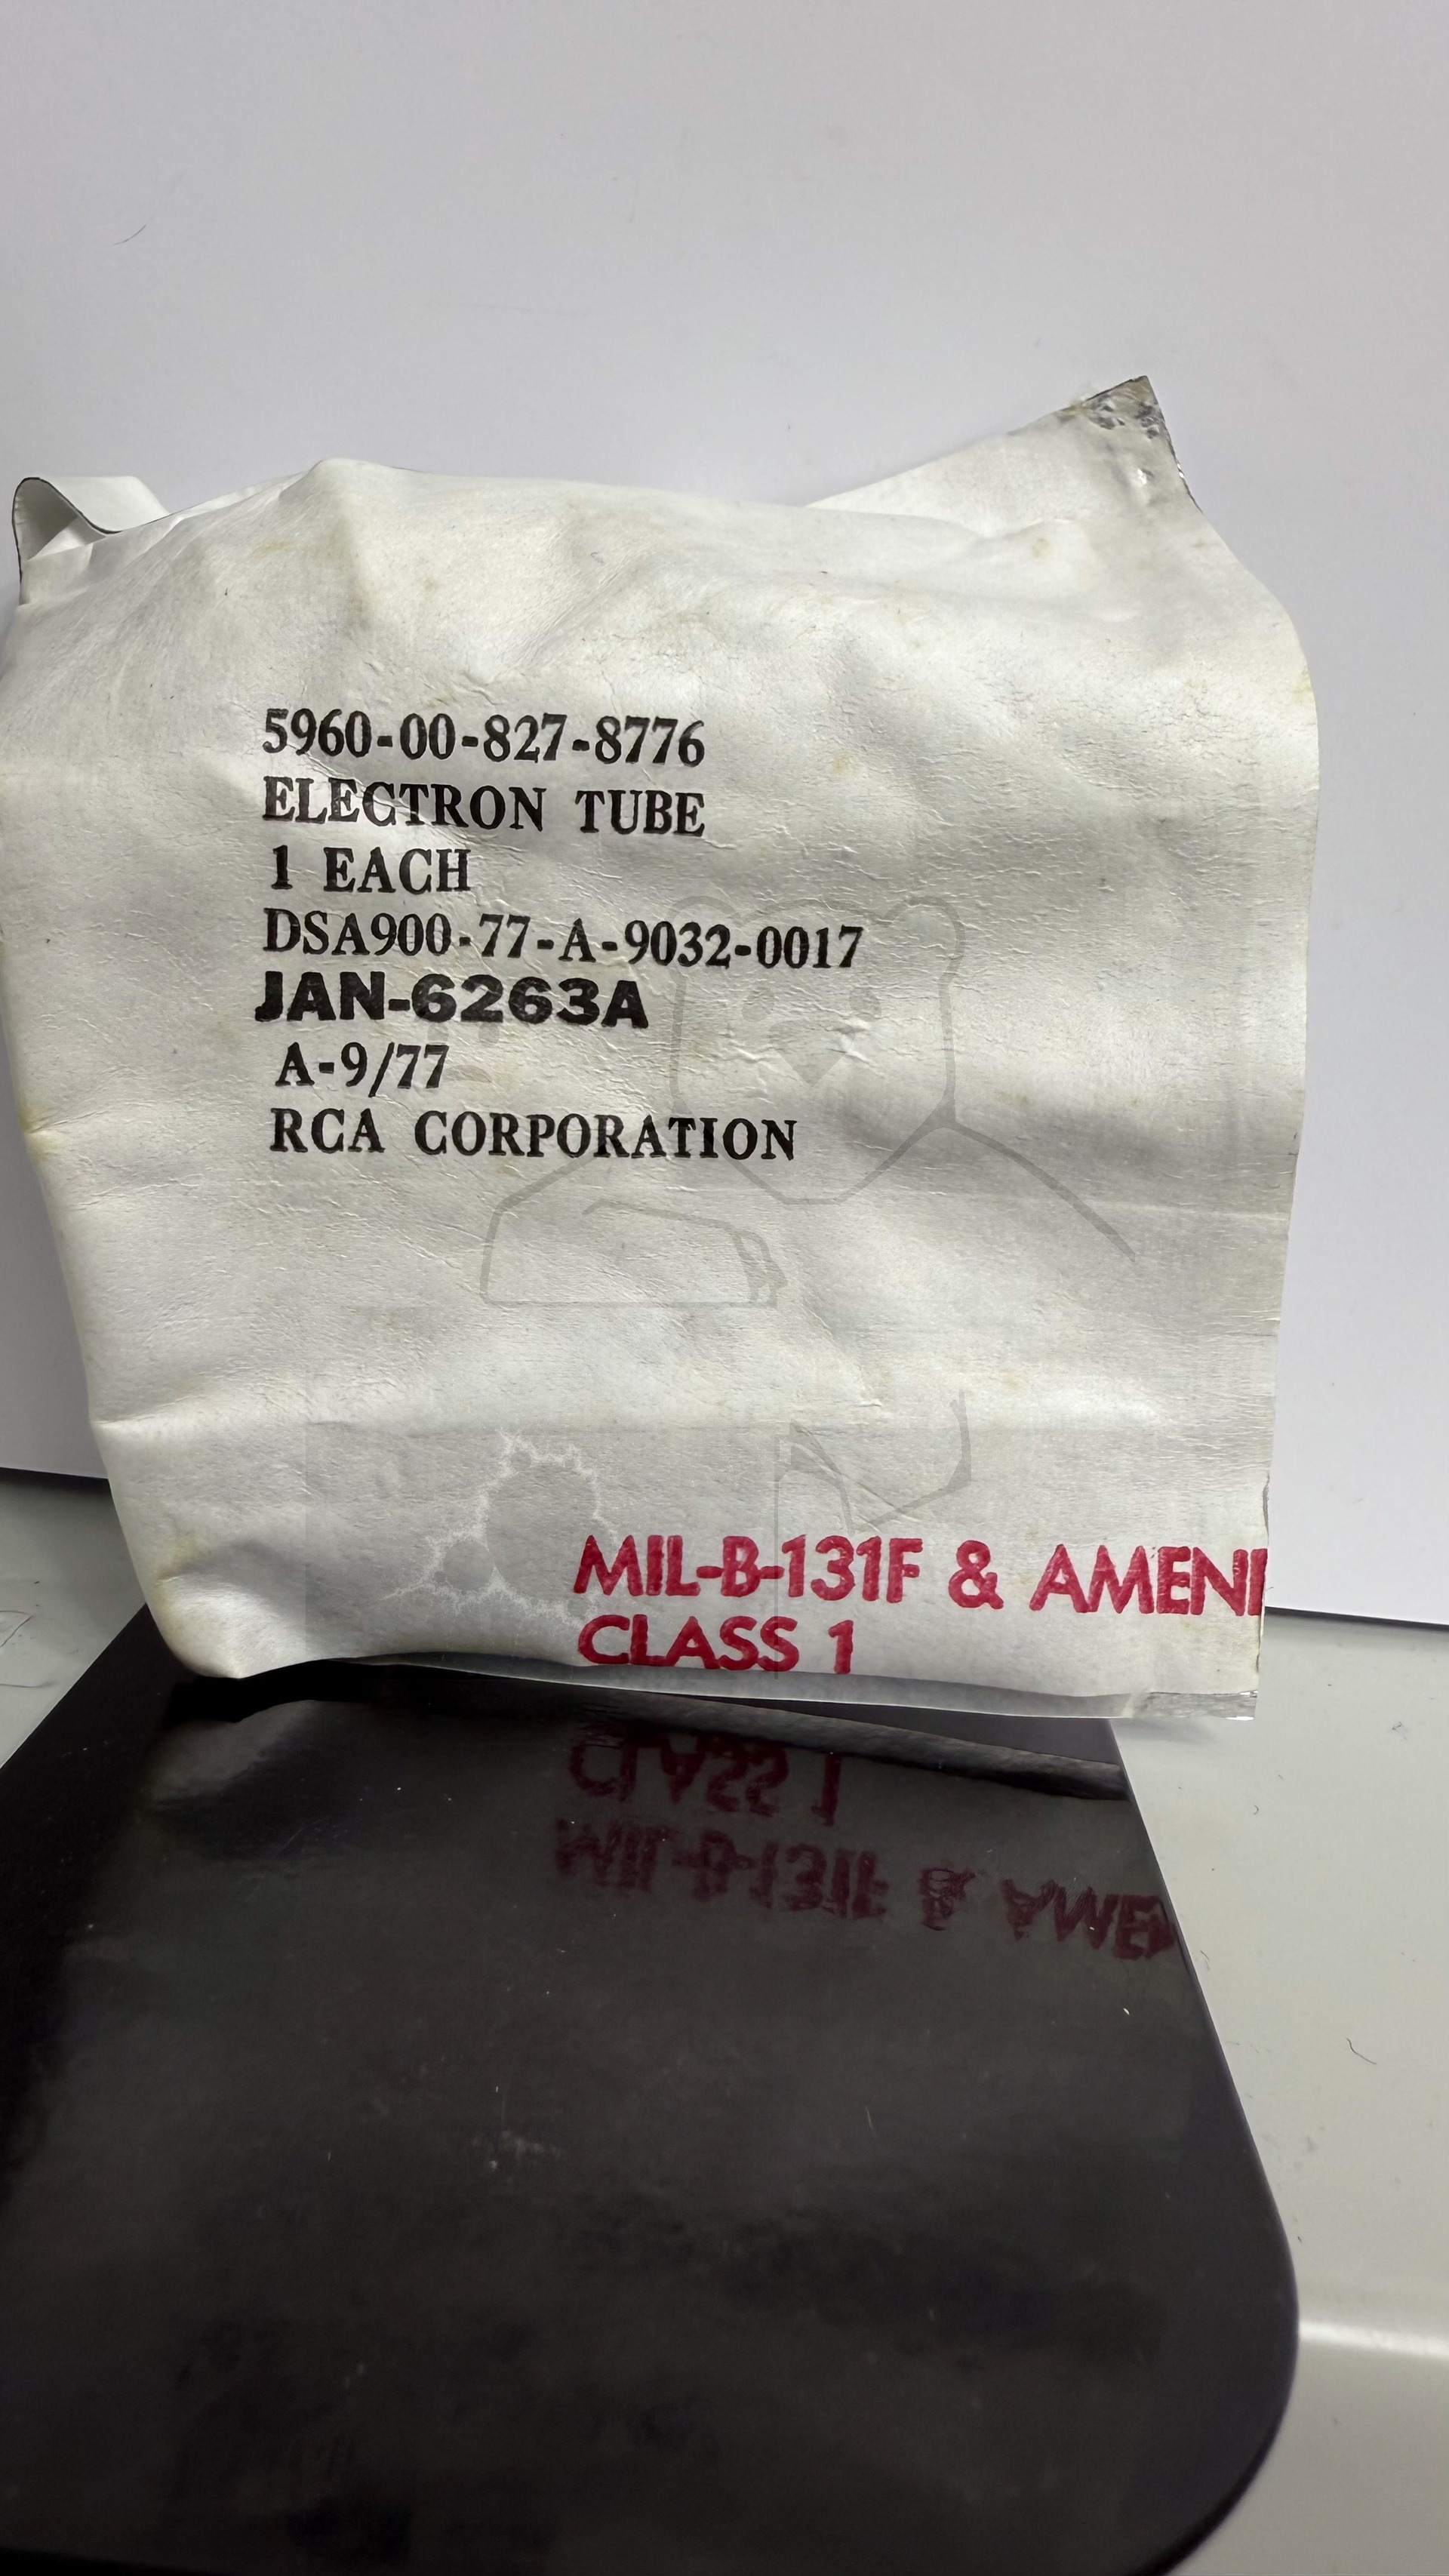 5960-00-827-8776
ELECTRON TUBE
1 EACH
DSA900-77-A-9032-0017
JAN-6263A
A-9/77
RCA CORPORATION
MIL-B-131F & AMEN
CLASS 1